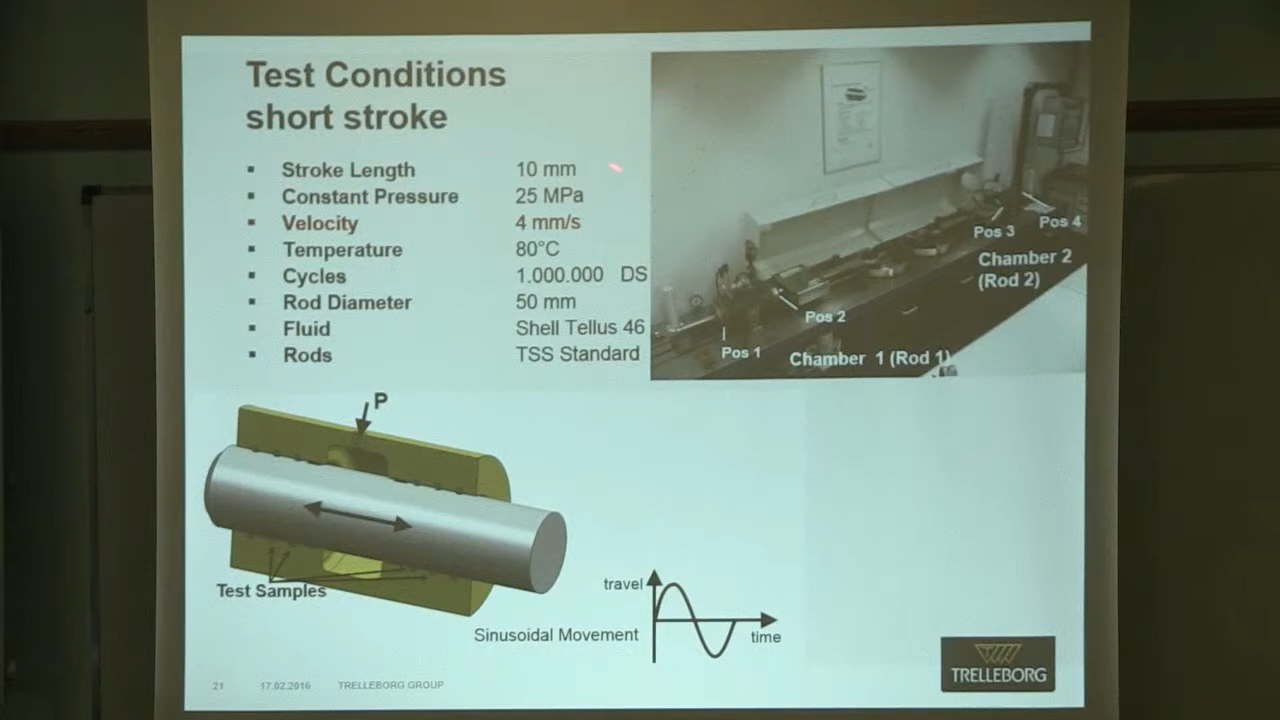 Test Conditions
short stroke
▪ Stroke Length 10 mm
▪ Constant Pressure 25 MPa
▪ Velocity 4 mm/s
▪ Temperature 80°C
▪ Cycles 1.000.000 DS
▪ Rod Diameter 50 mm
▪ Fluid Shell Tellus 46
▪ Rods TSS Standard
Pos 4
Pos 3
Chamber 2
(Rod 2)
Pos 2
Pos 1
Chamber 1 (Rod 1)
P
Test Samples
travel
Sinusoidal Movement
time
21 17.02.2016 TRELLEBORG GROUP
TRELLEBORG